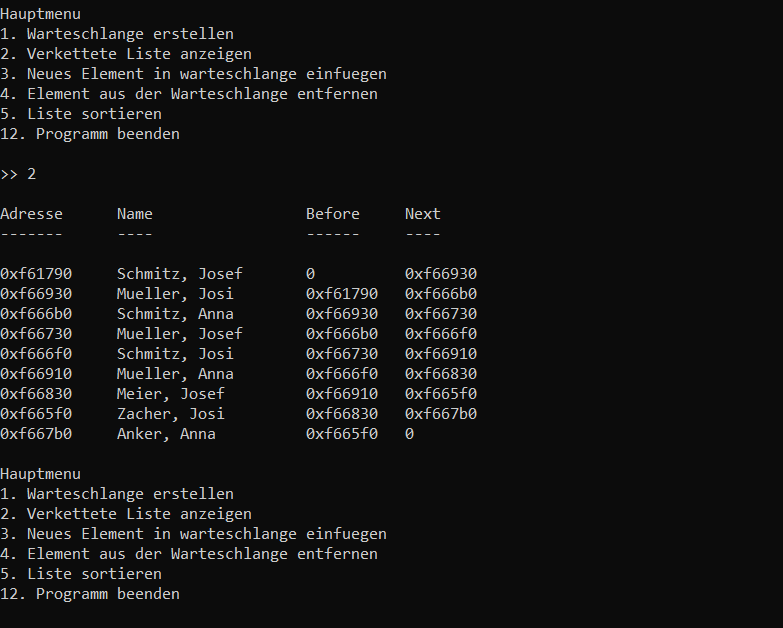 Hauptmenu
1. Warteschlange erstellen
2. Verkettete Liste anzeigen
3. Neues Element in warteschlange einfuegen
4. Element aus der Warteschlange entfernen
5. Liste sortieren
12. Programm beenden
>> 2
Adresse Name Before Next
------- ---- ------ ----
0xf61790 Schmitz, Josef 0 0xf66930
0xf66930 Mueller, Josi 0xf61790 0xf666b0
0xf666b0 Schmitz, Anna 0xf66930 0xf66730
0xf66730 Mueller, Josef 0xf666b0 0xf666f0
0xf666f0 Schmitz, Josi 0xf66730 0xf66910
0xf66910 Mueller, Anna 0xf666f0 0xf66830
0xf66830 Meier, Josef 0xf66910 0xf665f0
0xf665f0 Zacher, Josi 0xf66830 0xf667b0
0xf667b0 Anker, Anna 0xf665f0 0
Hauptmenu
1. Warteschlange erstellen
2. Verkettete Liste anzeigen
3. Neues Element in warteschlange einfuegen
4. Element aus der Warteschlange entfernen
5. Liste sortieren
12. Programm beenden